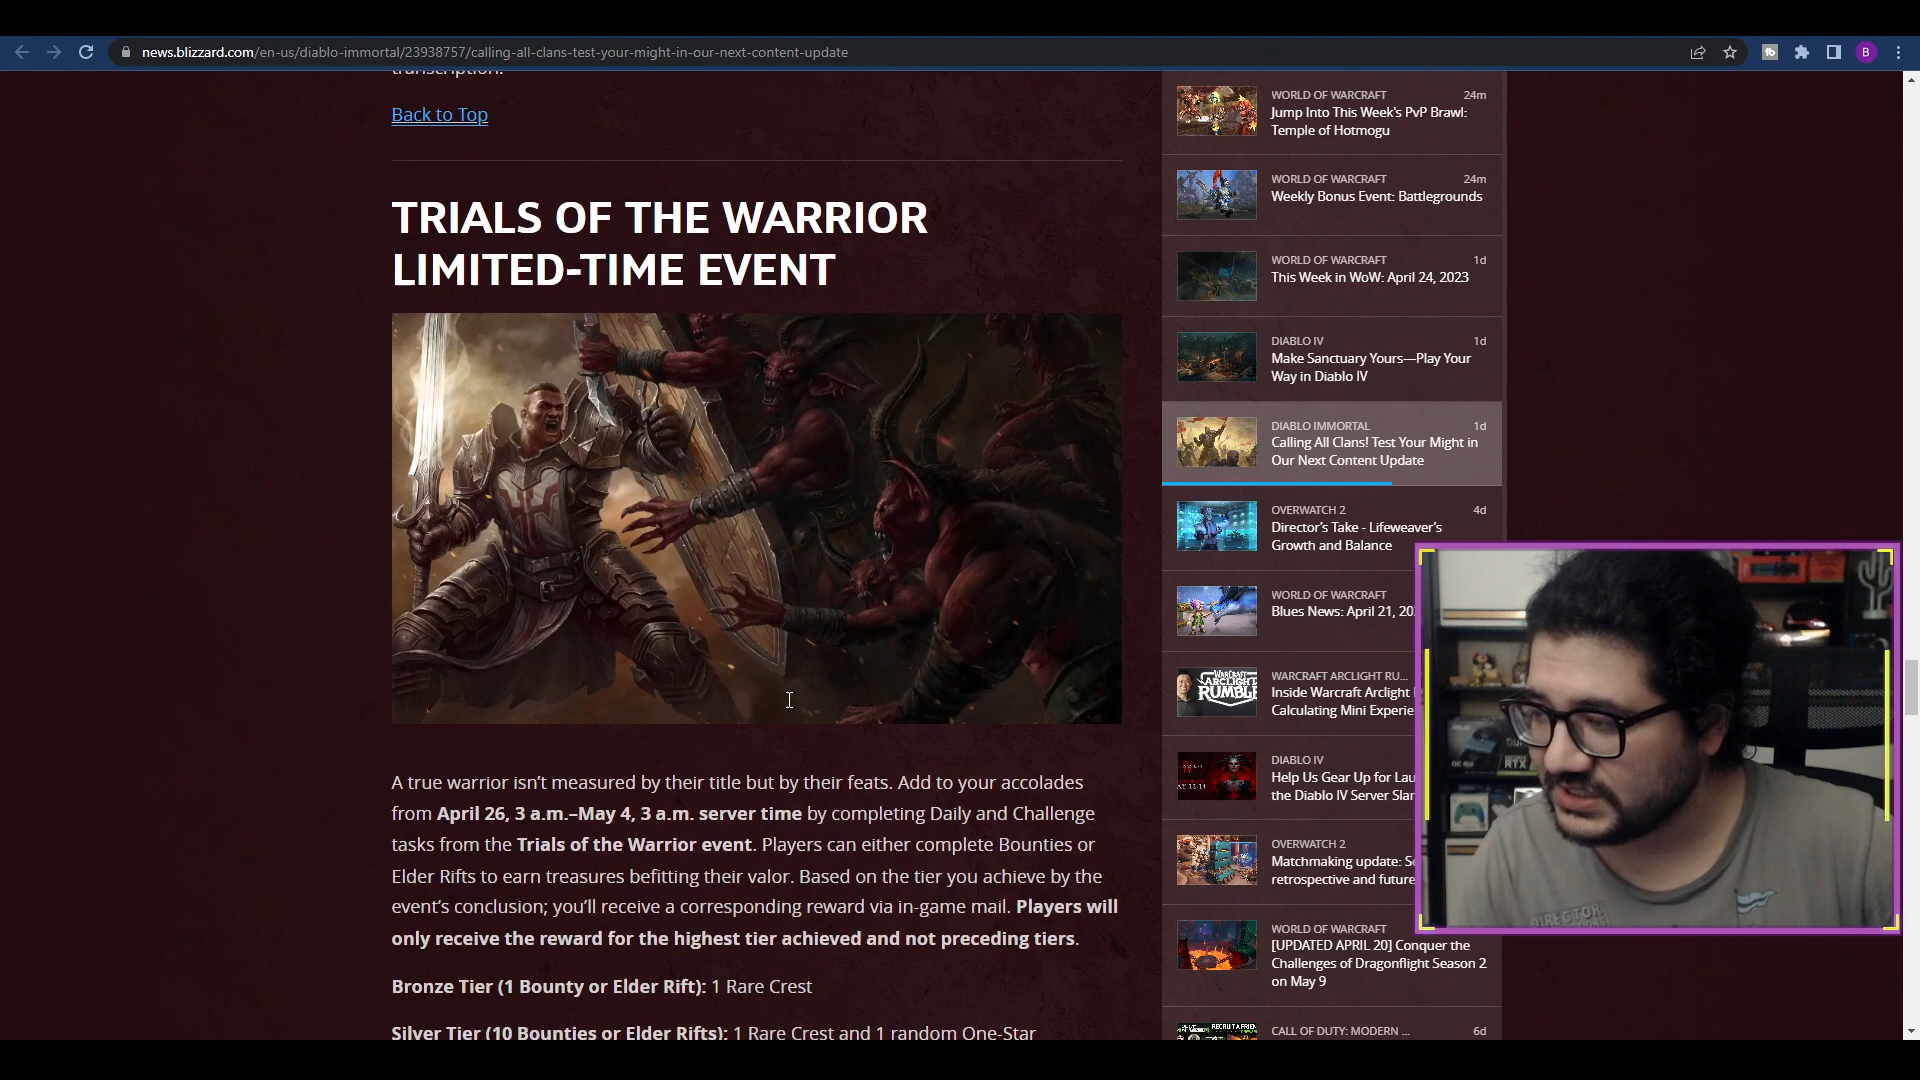 news.blizzard.com/en-us/diablo-immortal/23938757/calling-all-clans-test-your-might-in-our-next-content-update
B
transcription.
Back to Top
TRIALS OF THE WARRIOR
LIMITED-TIME EVENT
A true warrior isn't measured by their title but by their feats. Add to your accolades
from April 26, 3 a.m.–May 4, 3 a.m. server time by completing Daily and Challenge
tasks from the Trials of the Warrior event. Players can either complete Bounties or
Elder Rifts to earn treasures befitting their valor. Based on the tier you achieve by the
event's conclusion; you'll receive a corresponding reward via in-game mail. Players will
only receive the reward for the highest tier achieved and not preceding tiers.
Bronze Tier (1 Bounty or Elder Rift): 1 Rare Crest
Silver Tier (10 Bounties or Elder Rifts): 1 Rare Crest and 1 random One-Star
WORLD OF WARCRAFT 24m
Jump Into This Week's PvP Brawl:
Temple of Hotmogu
WORLD OF WARCRAFT 24m
Weekly Bonus Event: Battlegrounds
WORLD OF WARCRAFT 1d
This Week in WoW: April 24, 2023
DIABLO IV 1d
Make Sanctuary Yours—Play Your
Way in Diablo IV
DIABLO IMMORTAL 1d
Calling All Clans! Test Your Might in
Our Next Content Update
OVERWATCH 2 4d
Director's Take - Lifeweaver's
Growth and Balance
WORLD OF WARCRAFT
Blues News: April 21, 20
WARCRAFT ARCLIGHT RU...
Inside Warcraft Arclight
Calculating Mini Experie
WARCRAFT
ARCLIGHT
RUMBLE
DIABLO IV
Help Us Gear Up for Lau
the Diablo IV Server Slar
OVERWATCH 2
Matchmaking update: Se
retrospective and future
WORLD OF WARCRAFT
[UPDATED APRIL 20] Conquer the
Challenges of Dragonflight Season 2
on May 9
CALL OF DUTY: MODERN ... 6d
RTX
DIRECTOR